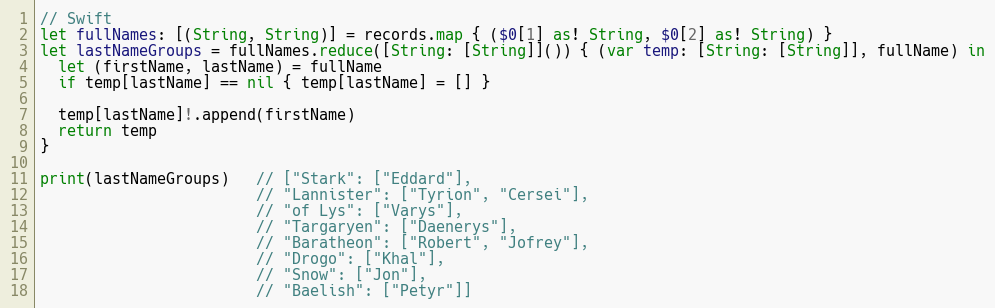 1 // Swift
2 let fullNames: [(String, String)] = records.map { ($0[1] as! String, $0[2] as! String) }
3 let lastNameGroups = fullNames.reduce([String: [String]]()) { (var temp: [String: [String]], fullName) in
4   let (firstName, lastName) = fullName
5   if temp[lastName] == nil { temp[lastName] = [] }
6
7   temp[lastName]!.append(firstName)
8   return temp
9 }
10
11 print(lastNameGroups)   // ["Stark": ["Eddard"],
12                         // "Lannister": ["Tyrion", "Cersei"],
13                         // "of Lys": ["Varys"],
14                         // "Targaryen": ["Daenerys"],
15                         // "Baratheon": ["Robert", "Jofrey"],
16                         // "Drogo": ["Khal"],
17                         // "Snow": ["Jon"],
18                         // "Baelish": ["Petyr"]]